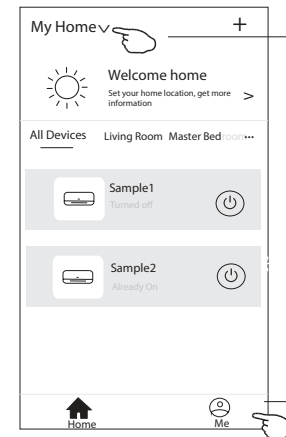 My Home
Welcome home
Set your home location, get more
information
All Devices Living Room Master Bedroom
Sample1
Turned off
Sample2
Already On
Home Me